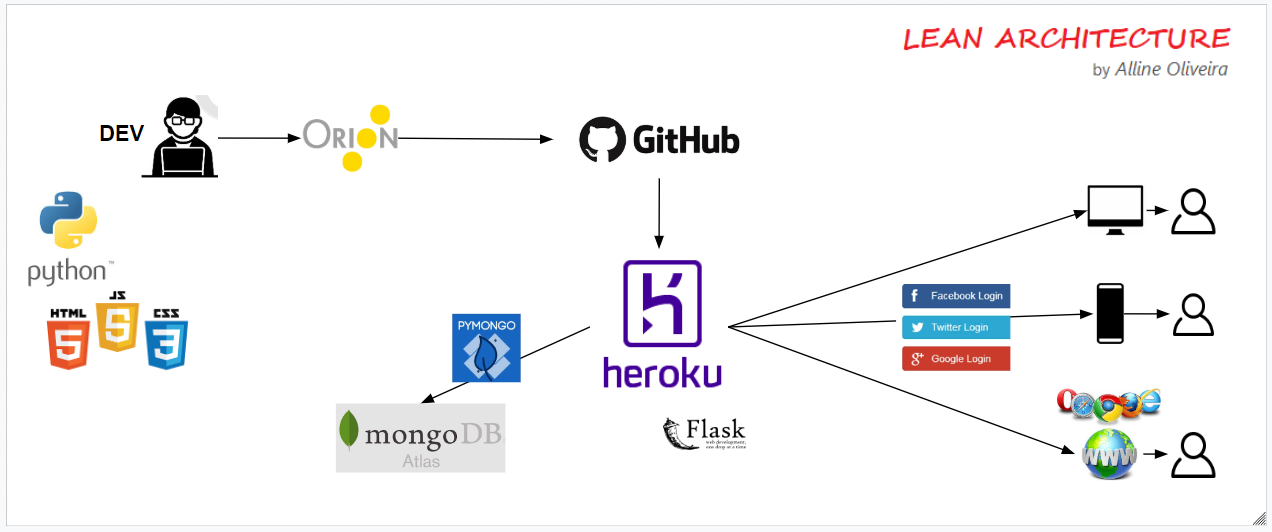 LEAN ARCHITECTURE
by Alline Oliveira
DEV
ORION
GitHub
python™
HTML
5
JS
5
CSS
3
PYMONGO
heroku
f Facebook Login
Twitter Login
g+ Google Login
mongoDB
Atlas
Flask
web development,
one drop at a time
WWW